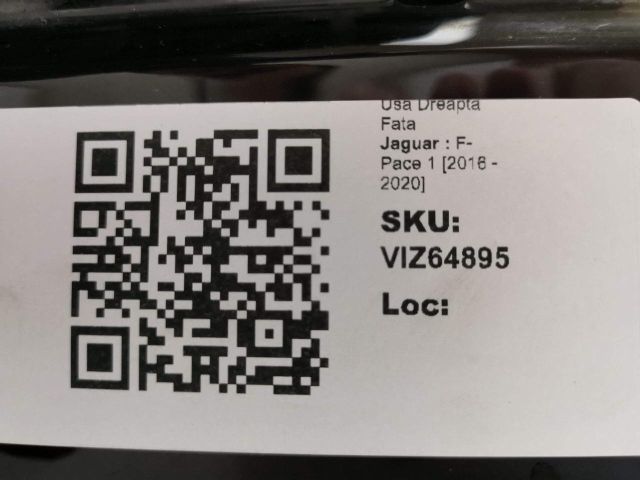 Usa Dreapta
Fata
Jaguar : F-
Pace 1 [2016 -
2020]
SKU:
VIZ64895
Loc: